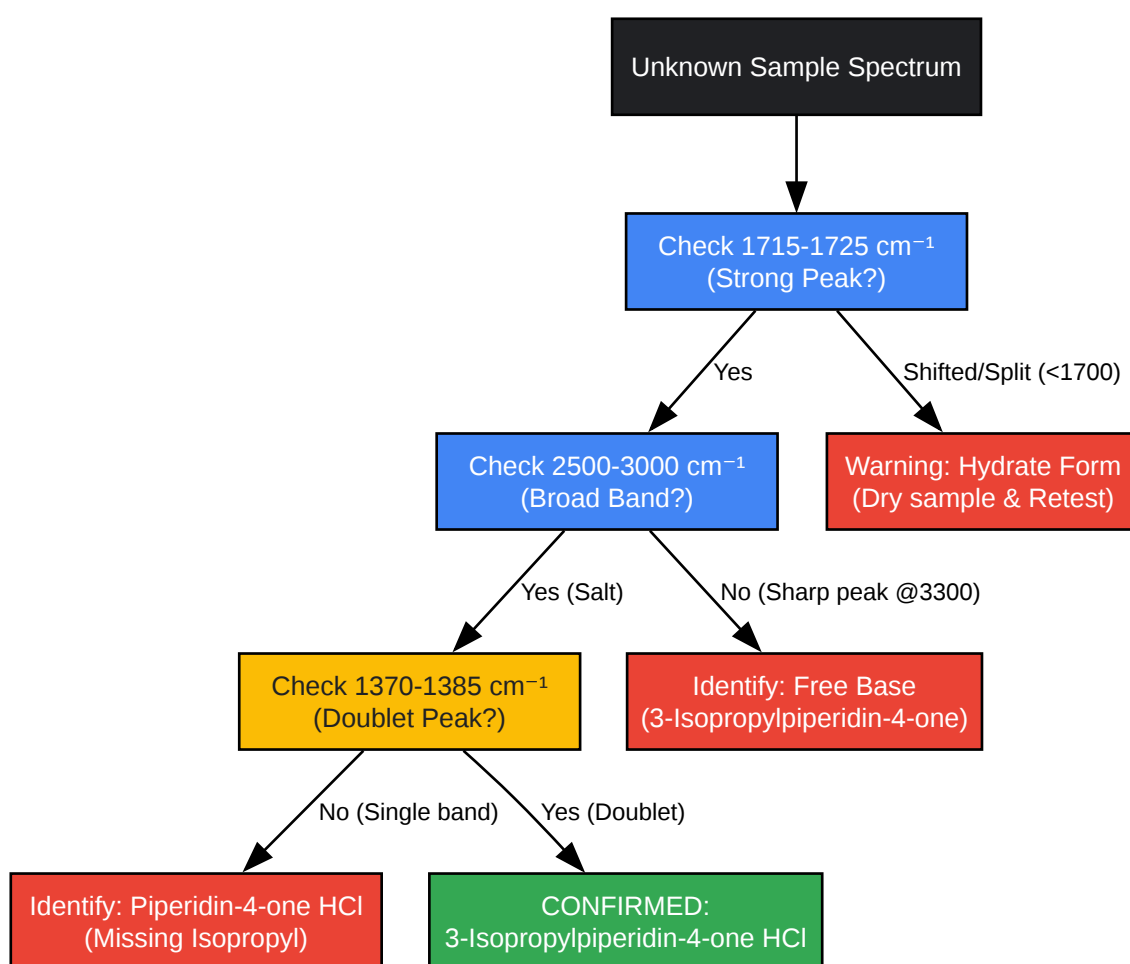 Unknown Sample Spectrum
Check 1715-1725 cm⁻¹
(Strong Peak?)
Yes
Shifted/Split (<1700)
Check 2500-3000 cm⁻¹
(Broad Band?)
Warning: Hydrate Form
(Dry sample & Retest)
Yes (Salt)
No (Sharp peak @3300)
Check 1370-1385 cm⁻¹
(Doublet Peak?)
Identify: Free Base
(3-Isopropylpiperidin-4-one)
No (Single band)
Yes (Doublet)
Identify: Piperidin-4-one HCl
(Missing Isopropyl)
CONFIRMED:
3-Isopropylpiperidin-4-one HCl